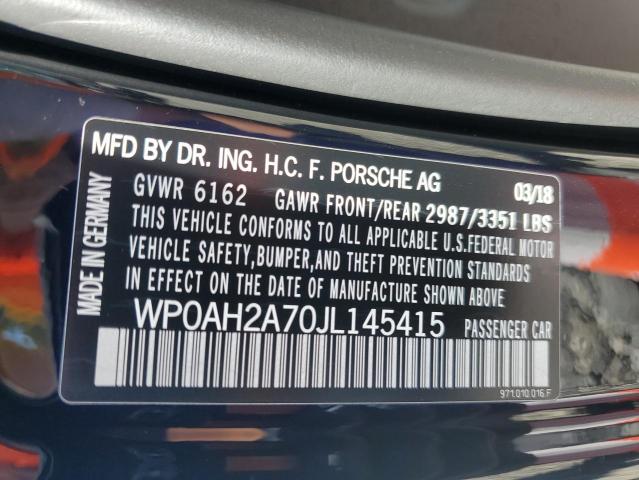 MADE IN GERMANY
MFD BY DR. ING. H.C. F. PORSCHE AG 03/18
GVWR 6162 GAWR FRONT/REAR 2987/3351 LBS
THIS VEHICLE CONFORMS TO ALL APPLICABLE U.S.FEDERAL MOTOR
VEHICLE SAFETY,BUMPER,AND THEFT PREVENTION STANDARDS
IN EFFECT ON THE DATE OF MANUFACTURE SHOWN ABOVE
WP0AH2A70JL145415 PASSENGER CAR
971.010.016.F